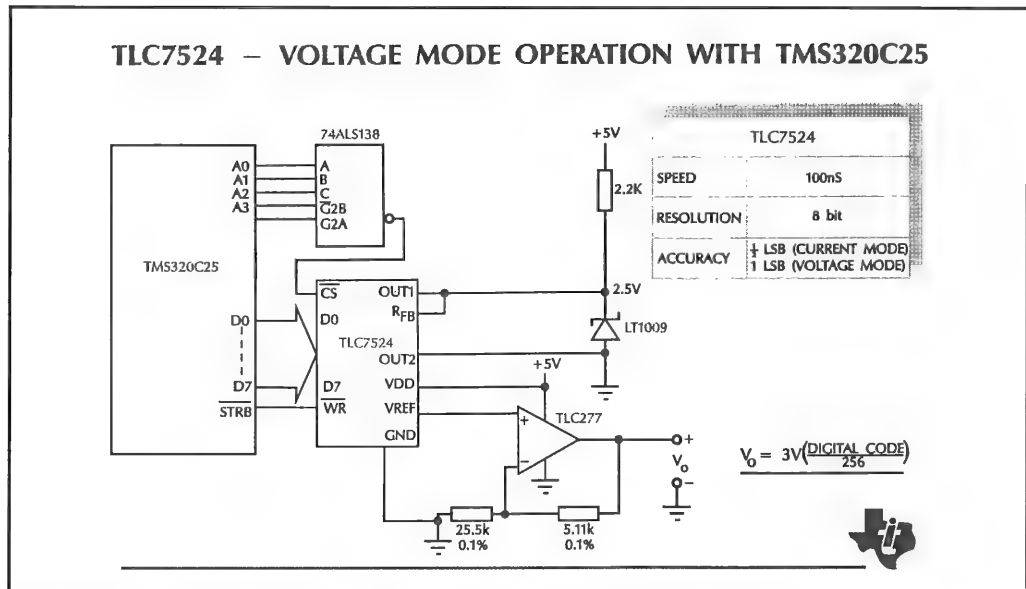 TLC7524 – VOLTAGE MODE OPERATION WITH TMS320C25
74ALS138
A0
A1
A2
A3
A
B
C
G2B
G2A
TMS320C25
D0
D7
STRB
CS
D0
TLC7524
D7
WR
OUT1
RFB
OUT2
VDD
VREF
GND
+5V
2.2K
2.5V
LT1009
+5V
TLC277
+
−
25.5k
0.1%
5.11k
0.1%
+
Vo
−
TLC7524
SPEED 100nS
RESOLUTION 8 bit
ACCURACY ½ LSB (CURRENT MODE)
1 LSB (VOLTAGE MODE)
Vo = 3V(DIGITAL CODE/256)
i